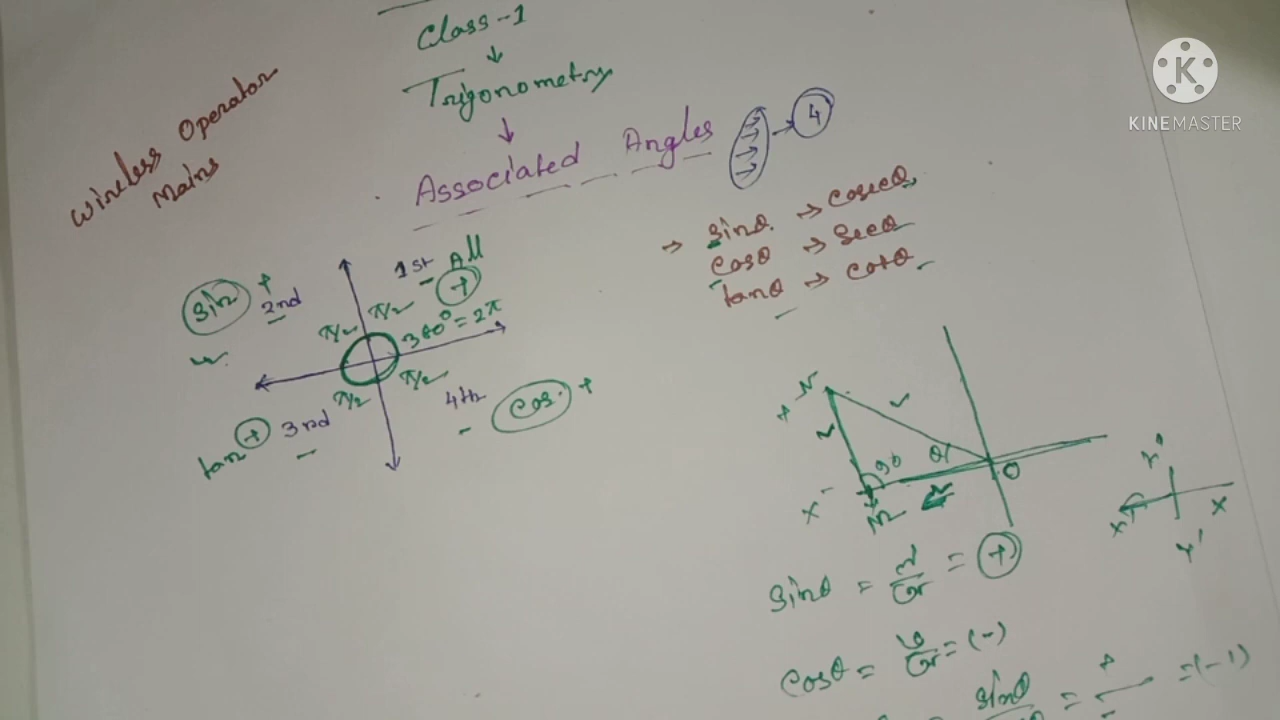 Class-1
Trigonometry
Associated Angles
4
Wireless Operator
Mains
sinθ → cosecθ
cosθ → secθ
tanθ → cotθ
sin +
2nd
1st All
+
π/2 π/2
360° = 2π
π/2 π/2
tan + 3rd
4th cos +
+
90 θ
O
X -
Y
X' X
Y'
sinθ = = +
cosθ = = (-)
sinθ = + = (-1)
K
KINEMASTER